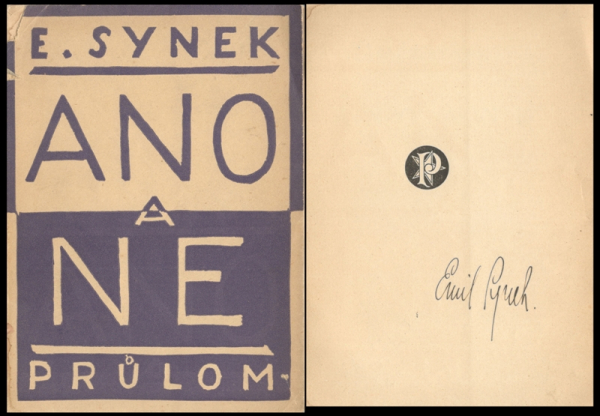 E. SYNEK
ANO
A
NE
PRŮLOM
P
Emil Synek.